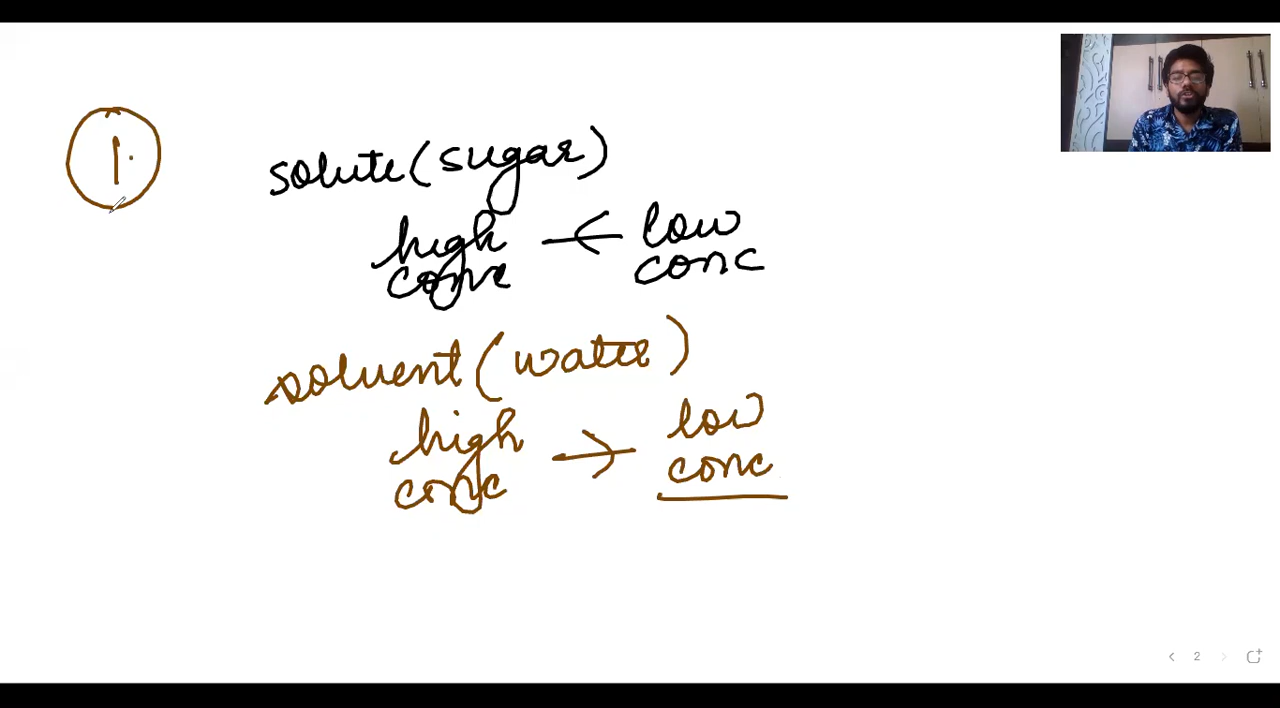 1.
solute (sugar)
high ← low
conc conc
solvent (water)
high → low
conc conc
2